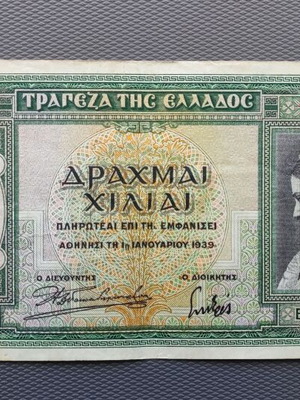 ΤΡΑΠΕΖΑ ΤΗΣ ΕΛΛΑΔΟΣ
ΔΡΑΧΜΑΙ
ΧΙΛΙΑΙ
ΠΛΗΡΩΤΕΑΙ ΕΠΙ ΤΗ ΕΜΦΑΝΙΣΕΙ
ΑΘΗΝΗΣΙ ΤΗ 1ῃ ΙΑΝΟΥΑΡΙΟΥ 1939
Ο ΔΙΕΥΘΥΝΤΗΣ
Ο ΔΙΟΙΚΗΤΗΣ